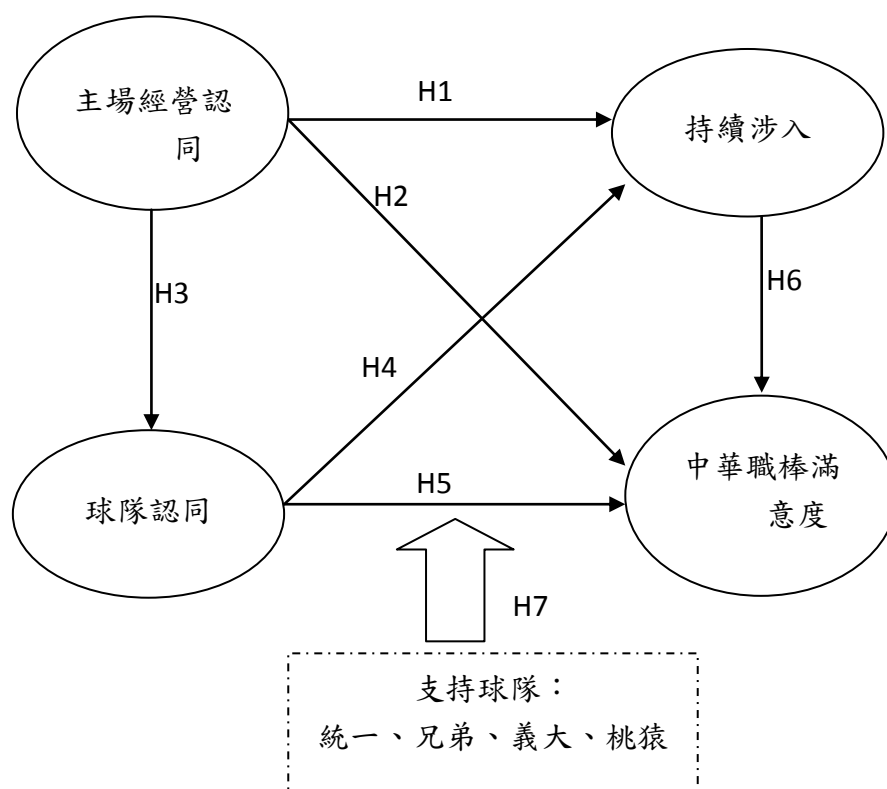 主場經營認
同
H1
持續涉入
H2
H3
H6
H4
球隊認同
H5
中華職棒滿
意度
H7
支持球隊：
統一、兄弟、義大、桃猿